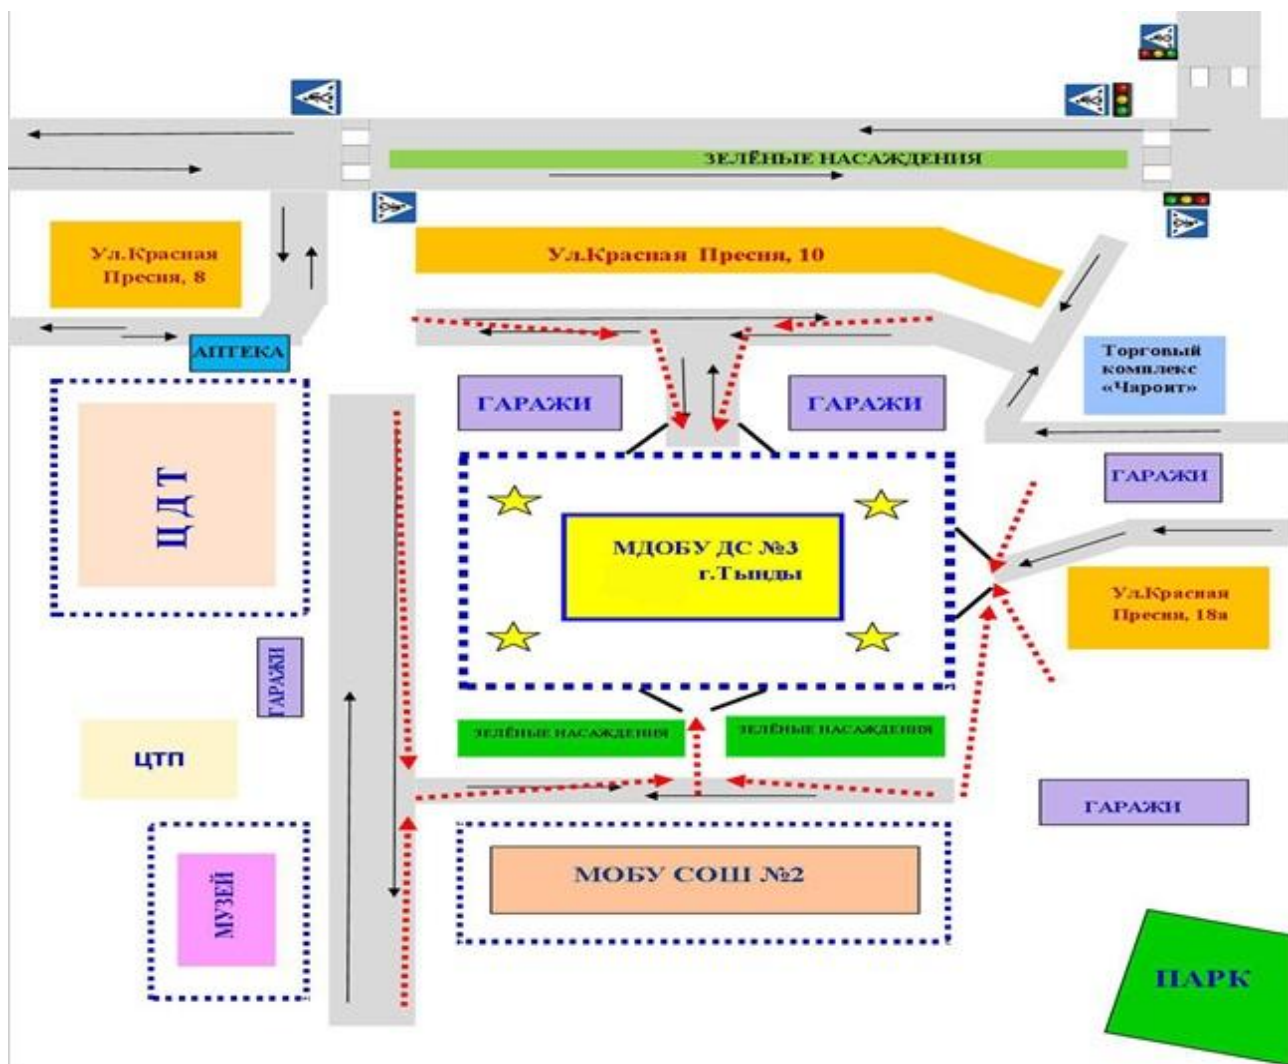 ЗЕЛЁНЫЕ НАСАЖДЕНИЯ
Ул.Красная
Пресня, 8
Ул.Красная Пресня, 10
АПТЕКА
Торговый
комплекс
«Чароит»
ГАРАЖИ
ГАРАЖИ
ГАРАЖИ
ЦДТ
МДОБУ ДС №3
г.Тынды
Ул.Красная
Пресня, 18а
ГАРАЖИ
ЗЕЛЁНЫЕ НАСАЖДЕНИЯ
ЗЕЛЁНЫЕ НАСАЖДЕНИЯ
ЦТП
ГАРАЖИ
МОБУ СОШ №2
МУЗЕЙ
ПАРК